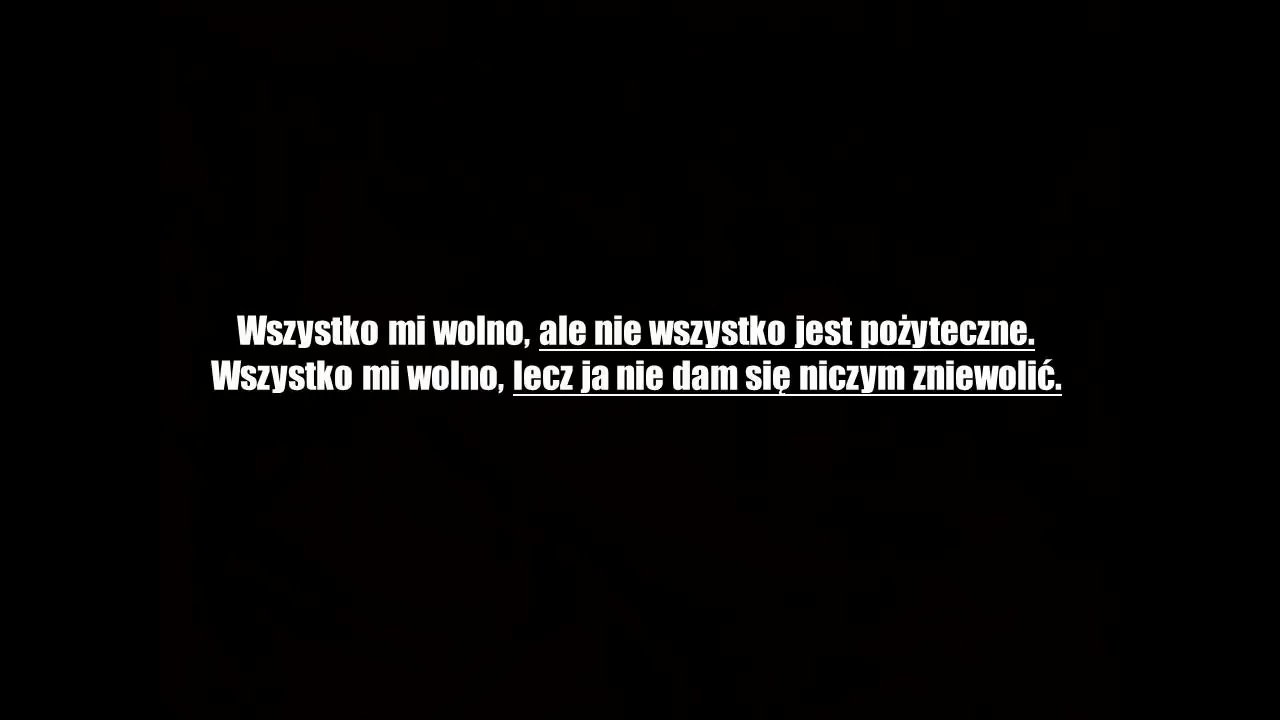 Wszystko mi wolno, ale nie wszystko jest pożyteczne.
Wszystko mi wolno, lecz ja nie dam się niczym zniewolić.